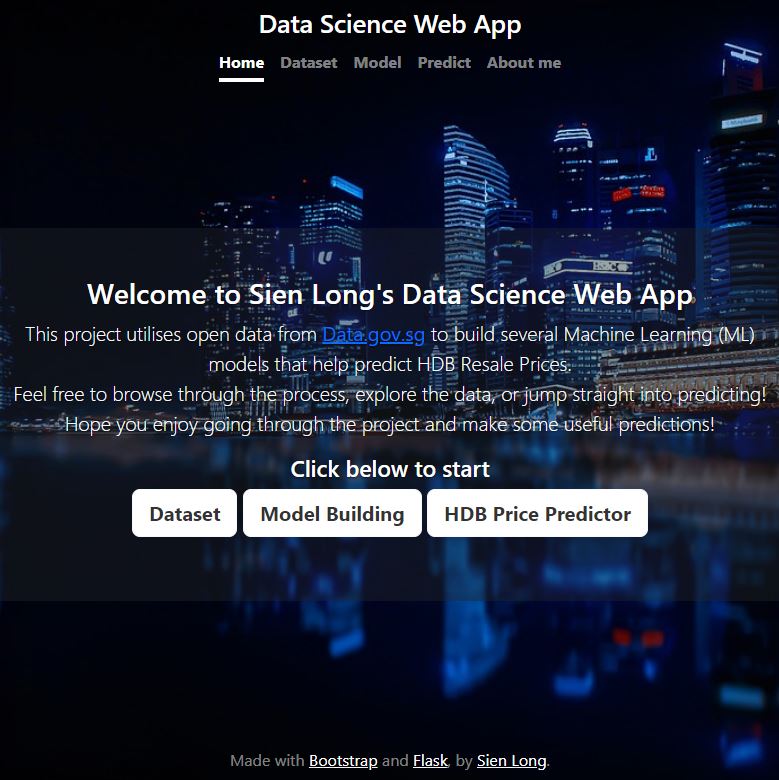 Data Science Web App
Home Dataset Model Predict About me
HSBC
Welcome to Sien Long's Data Science Web App
This project utilises open data from Data.gov.sg to build several Machine Learning (ML)
models that help predict HDB Resale Prices.
Feel free to browse through the process, explore the data, or jump straight into predicting!
Hope you enjoy going through the project and make some useful predictions!
Click below to start
Dataset Model Building HDB Price Predictor
Made with Bootstrap and Flask, by Sien Long.